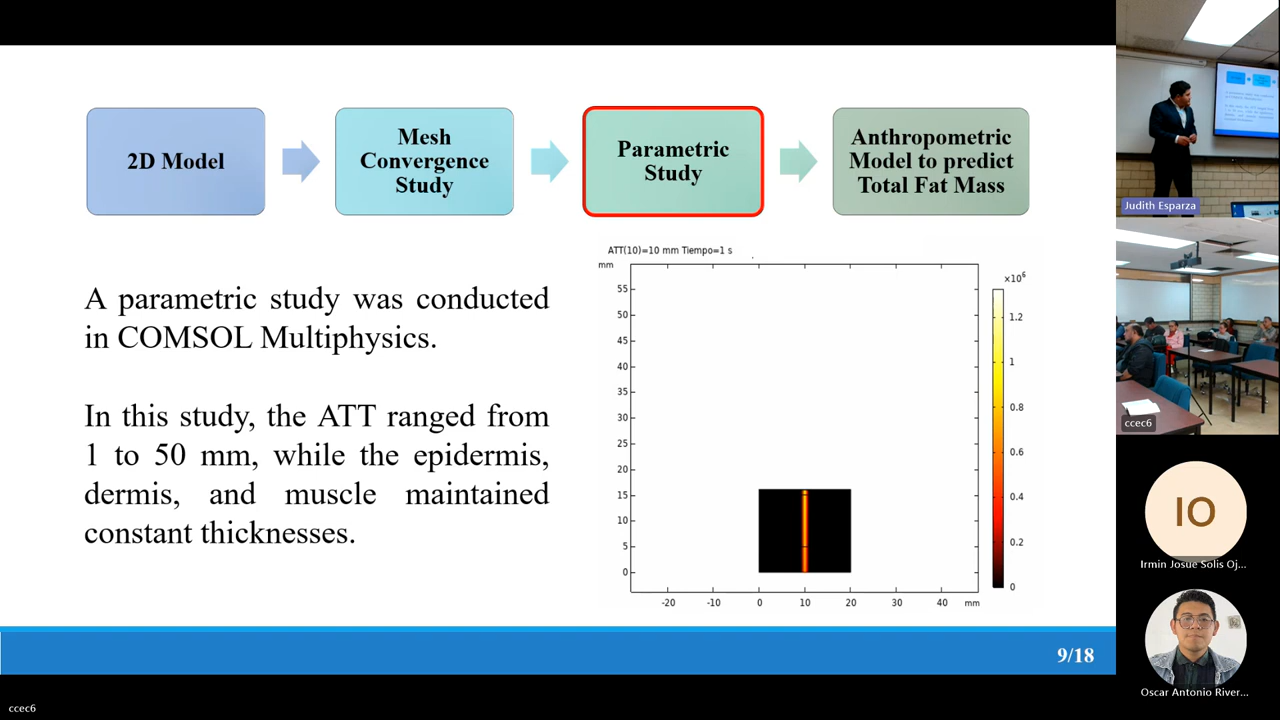 2D Model
Mesh
Convergence
Study
Parametric
Study
Anthropometric
Model to predict
Total Fat Mass
A parametric study was conducted
in COMSOL Multiphysics.
In this study, the ATT ranged from
1 to 50 mm, while the epidermis,
dermis, and muscle maintained
constant thicknesses.
ATT(10)=10 mm Tiempo=1 s
mm
55
50
45
40
35
30
25
20
15
10
5
0
-20
-10
0
10
20
30
40
mm
×10⁶
1.2
1
0.8
0.6
0.4
0.2
0
9/18
Judith Esparza
ccec6
IO
Irmin Josue Solis Oj...
Oscar Antonio River...
ccec6